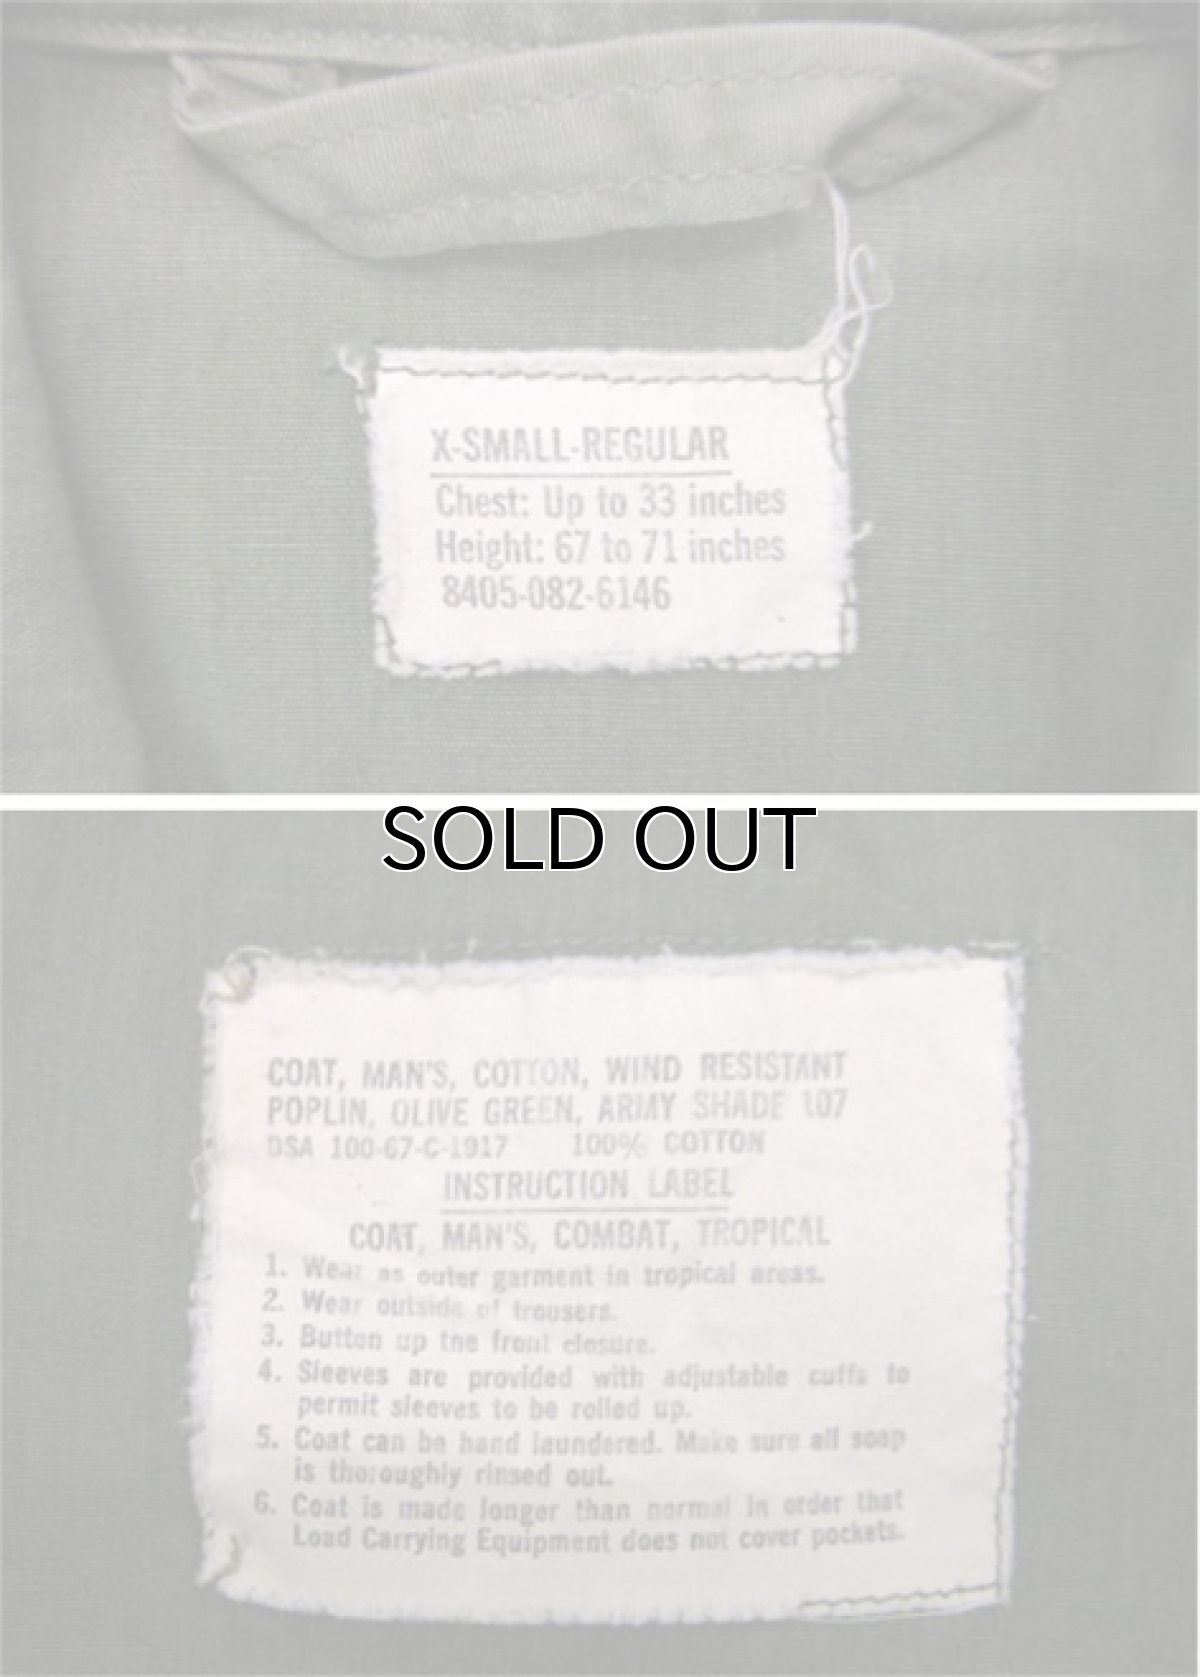 X-SMALL-REGULAR
Chest: Up to 33 inches
Height: 67 to 71 inches
8405-082-6146
SOLD OUT
COAT, MAN'S, COTTON, WIND RESISTANT
POPLIN, OLIVE GREEN, ARMY SHADE 107
DSA 100-67-C-1917 100% COTTON
INSTRUCTION LABEL
COAT, MAN'S, COMBAT, TROPICAL
1. Wear as outer garment in tropical areas.
2. Wear outside of trousers.
3. Button up the front closure.
4. Sleeves are provided with adjustable cuffs to
permit sleeves to be rolled up.
5. Coat can be hand laundered. Make sure all soap
is thoroughly rinsed out.
6. Coat is made longer than normal in order that
Load Carrying Equipment does not cover pockets.